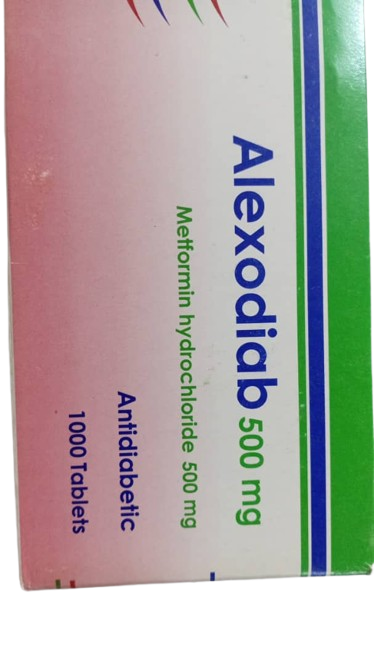 Alexodiab 500 mg
Metformin hydrochloride 500 mg
Antidiabetic
1000 Tablets